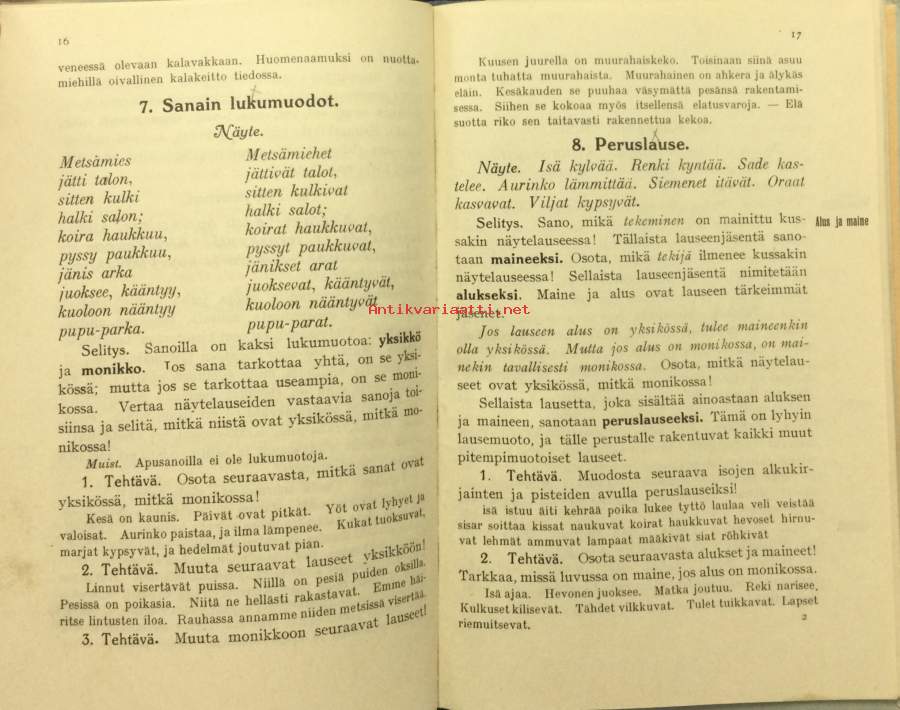 16
veneessä olevaan kalavakkaan. Huomenaamuksi on nuotta-
miehillä oivallinen kalakeitto tiedossa.
7. Sanain lukumuodot.
Näyte.
Metsämies
jätti talon,
sitten kulki
halki salon;
koira haukkuu,
pyssy paukkuu,
jänis arka
juoksee, kääntyy,
kuoloon nääntyy
pupu-parka.
Metsämiehet
jättivät talot,
sitten kulkivat
halki salot;
koirat haukkuvat,
pyssyt paukkuvat,
jänikset arat
juoksevat, kääntyvät,
kuoloon nääntyvät
pupu-parat.
Selitys. Sanoilla on kaksi lukumuotoa: yksikkö
ja monikko. Jos sana tarkottaa yhtä, on se yksi-
kössä; mutta jos se tarkottaa useampia, on se moni-
kossa. Vertaa näytelauseiden vastaavia sanoja toi-
siinsa ja selitä, mitkä niistä ovat yksikössä, mitkä mo-
nikossa!
Muist. Apusanoilla ei ole lukumuotoja.
1. Tehtävä. Osota seuraavasta, mitkä sanat ovat
yksikössä, mitkä monikossa!
Kesä on kaunis. Päivät ovat pitkät. Yöt ovat lyhyet ja
valoisat. Aurinko paistaa, ja ilma lämpenee. Kukat tuoksuvat,
marjat kypsyvät, ja hedelmät joutuvat pian.
2. Tehtävä. Muuta seuraavat lauseet yksikköön!
Linnut visertävät puissa. Niillä on pesiä puiden oksilla.
Pesissä on poikasia. Niitä ne hellästi rakastavat. Emme häi-
ritse lintusten iloa. Rauhassa annamme niiden metsissä visertää.
3. Tehtävä. Muuta monikkoon seuraavat lauseet!
17
Kuusen juurella on muurahaiskeko. Toisinaan siinä asuu
monta tuhatta muurahaista. Muurahainen on ahkera ja älykäs
eläin. Kesäkauden se puuhaa väsymättä pesänsä rakentami-
sessa. Siihen se kokoaa myös itsellensä elatusvaroja. — Elä
suotta riko sen taitavasti rakennettua kekoa.
8. Peruslause.
Näyte. Isä kylvää. Renki kyntää. Sade kas-
telee. Aurinko lämmittää. Siemenet itävät. Oraat
kasvavat. Viljat kypsyvät.
Selitys. Sano, mikä tekeminen on mainittu kus-
sakin näytelauseessa! Tällaista lauseenjäsentä sano-
taan maineeksi. Osota, mikä tekijä ilmenee kussakin
näytelauseessa! Sellaista lauseenjäsentä nimitetään
alukseksi. Maine ja alus ovat lauseen tärkeimmät
jäsenet.
Alus ja maine
Antikvariaatti.net
Jos lauseen alus on yksikössä, tulee maineenkin
olla yksikössä. Mutta jos alus on monikossa, on mai-
nekin tavallisesti monikossa. Osota, mitkä näytelau-
seet ovat yksikössä, mitkä monikossa!
Sellaista lausetta, joka sisältää ainoastaan aluksen
ja maineen, sanotaan peruslauseeksi. Tämä on lyhyin
lausemuoto, ja tälle perustalle rakentuvat kaikki muut
pitempimuotoiset lauseet.
1. Tehtävä. Muodosta seuraava isojen alkukir-
jainten ja pisteiden avulla peruslauseiksi!
isä istuu äiti kehrää poika lukee tyttö laulaa veli veistää
sisar soittaa kissat naukuvat koirat haukkuvat hevoset hirnu-
vat lehmät ammuvat lampaat määkivät siat röhkivät
2. Tehtävä. Osota seuraavasta alukset ja maineet!
Tarkkaa, missä luvussa on maine, jos alus on monikossa.
Isä ajaa. Hevonen juoksee. Matka joutuu. Reki narisee.
Kulkuset kilisevät. Tähdet vilkkuvat. Tulet tuikkavat. Lapset
riemuitsevat.
2